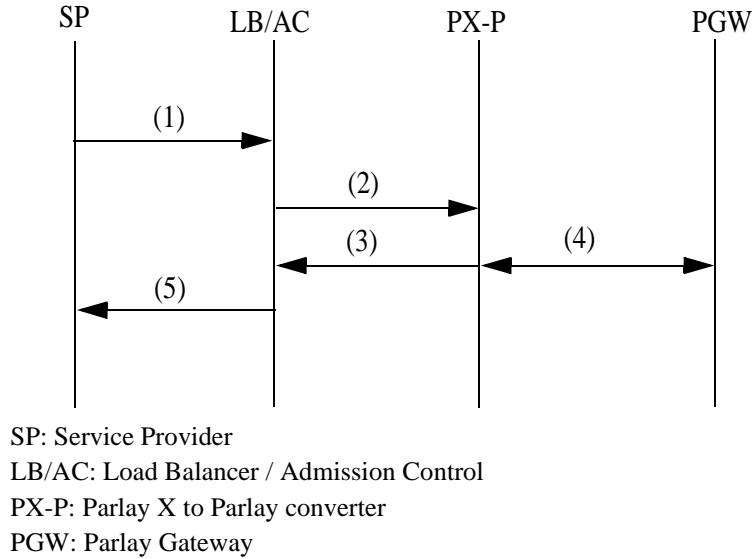 SP LB/AC PX-P PGW
(1)
(2)
(3) (4)
(5)
SP: Service Provider
LB/AC: Load Balancer / Admission Control
PX-P: Parlay X to Parlay converter
PGW: Parlay Gateway